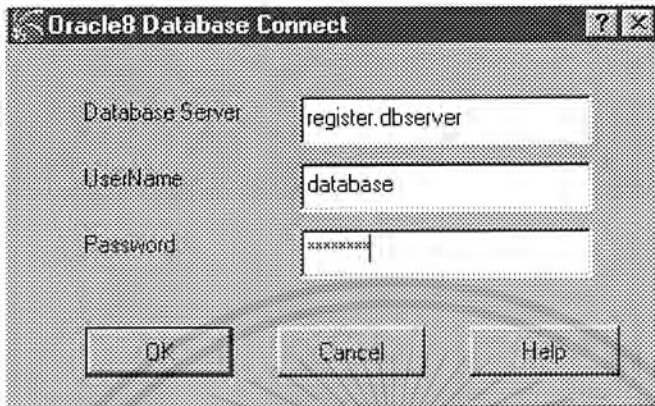 Oracle8 Database Connect ? ×
Database Server register.dbserver
UserName database
Password ********
OK Cancel Help